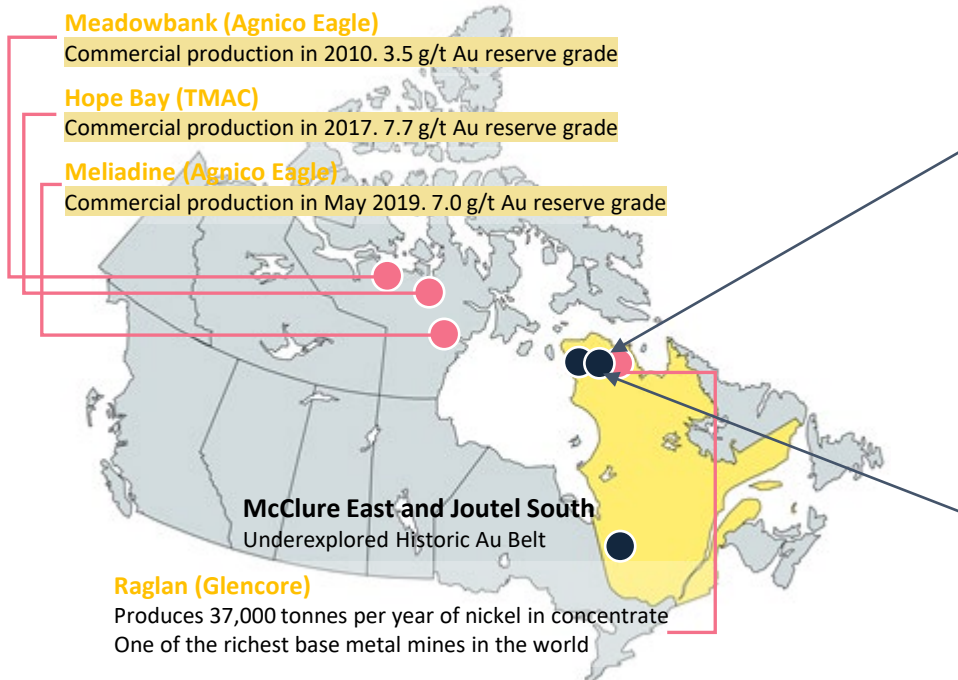 Meadowbank (Agnico Eagle)
Commercial production in 2010. 3.5 g/t Au reserve grade
Hope Bay (TMAC)
Commercial production in 2017. 7.7 g/t Au reserve grade
Meliadine (Agnico Eagle)
Commercial production in May 2019. 7.0 g/t Au reserve grade
McClure East and Joutel South
Underexplored Historic Au Belt
Raglan (Glencore)
Produces 37,000 tonnes per year of nickel in concentrate
One of the richest base metal mines in the world